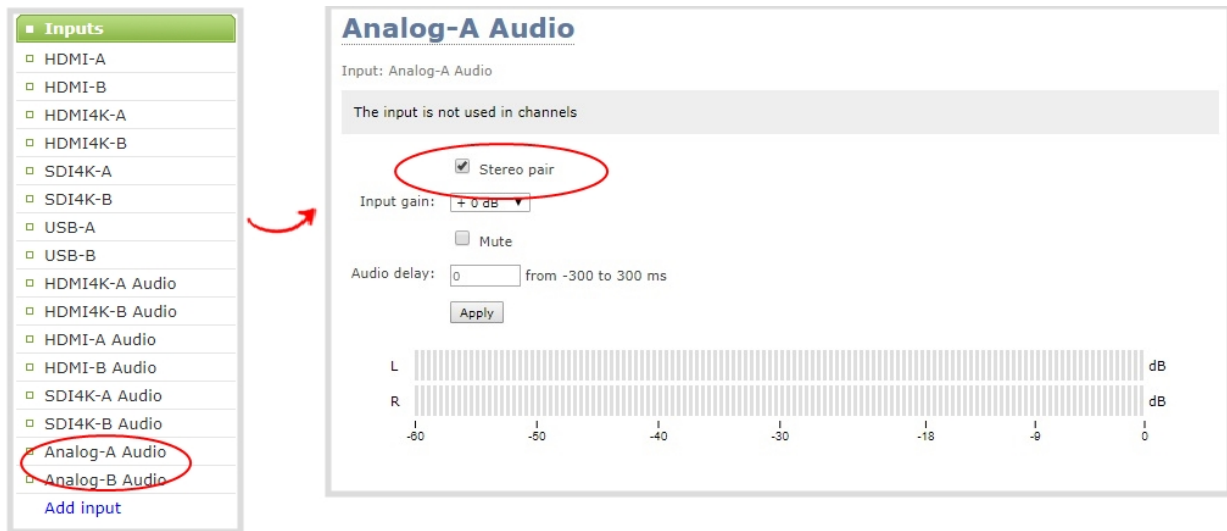 Inputs
HDMI-A
HDMI-B
HDMI4K-A
HDMI4K-B
SDI4K-A
SDI4K-B
USB-A
USB-B
HDMI4K-A Audio
HDMI4K-B Audio
HDMI-A Audio
HDMI-B Audio
SDI4K-A Audio
SDI4K-B Audio
Analog-A Audio
Analog-B Audio
Add input
Analog-A Audio
Input: Analog-A Audio
The input is not used in channels
Stereo pair
Input gain: + 0 dB
Mute
Audio delay: 0 from -300 to 300 ms
Apply
L dB
R dB
-60 -50 -40 -30 -18 -9 0